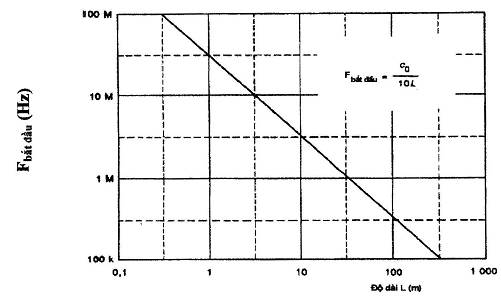 100 M
10 M
1 M
100 k
F bắt đầu (Hz)
F bắt đầu = c₀ / 10L
0,1 1 10 100 1 000
Độ dài L (m)